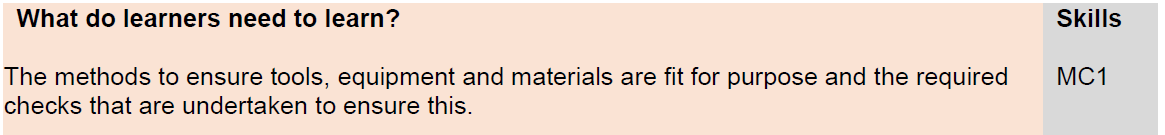 What do learners need to learn? Skills
The methods to ensure tools, equipment and materials are fit for purpose and the required MC1
checks that are undertaken to ensure this.